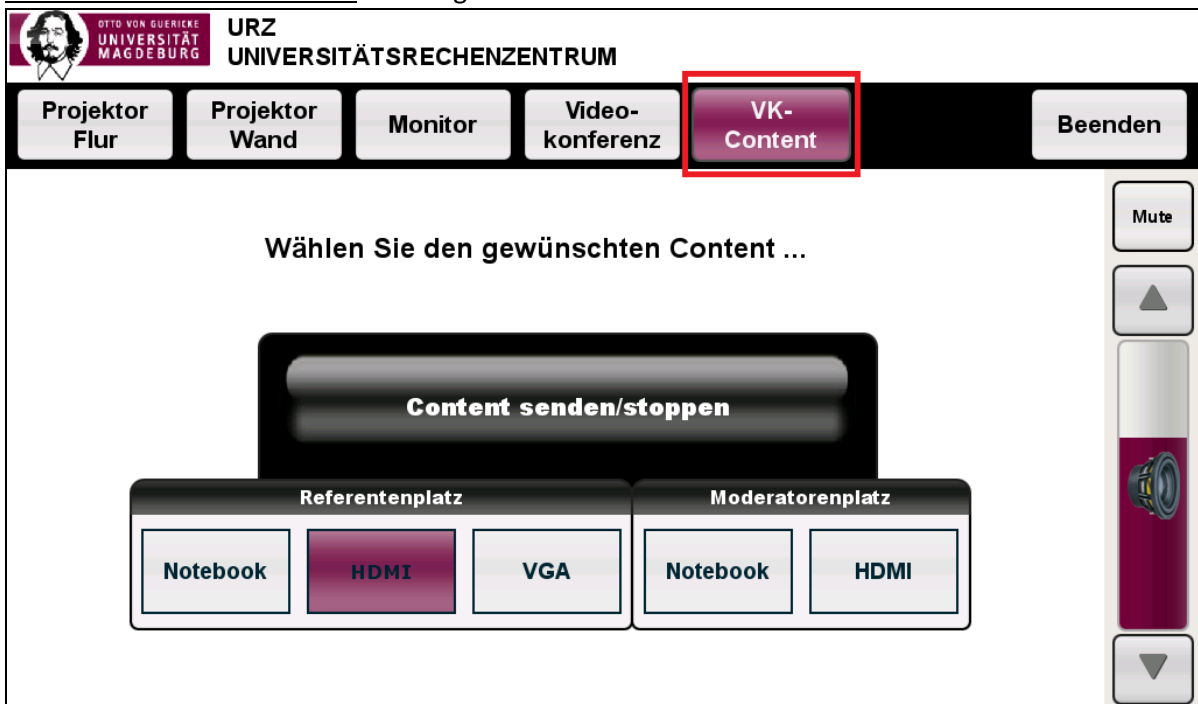 OTTO VON GUERICKE
UNIVERSITÄT
MAGDEBURG
URZ
UNIVERSITÄTSRECHENZENTRUM
Projektor
Flur
Projektor
Wand
Monitor
Video-
konferenz
VK-
Content
Beenden
Mute
Wählen Sie den gewünschten Content ...
Content senden/stoppen
Referentenplatz
Moderatorenplatz
Notebook
HDMI
VGA
Notebook
HDMI